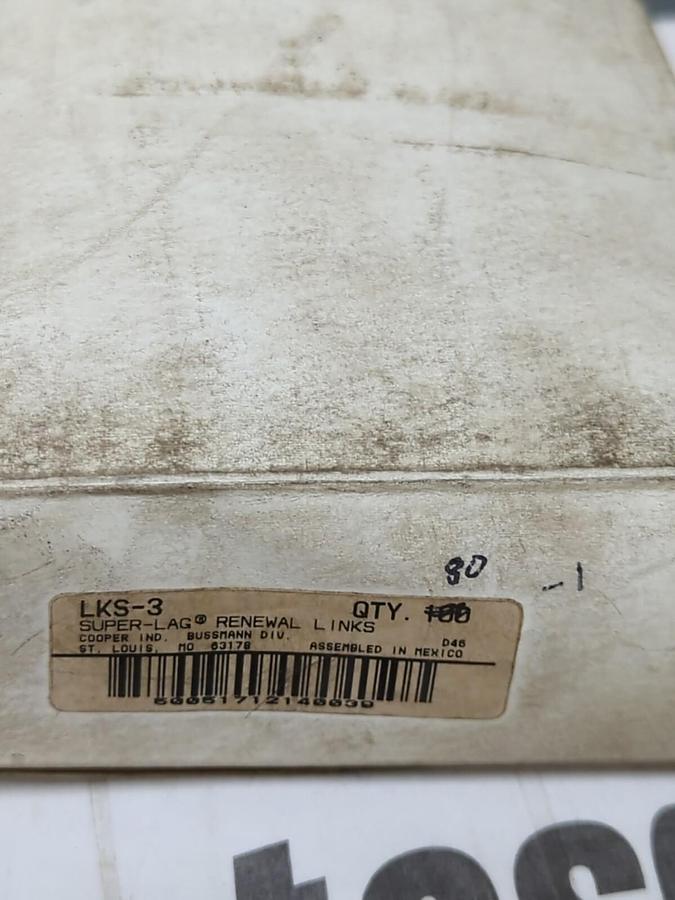 80 -1
LKS-3 QTY. 100
SUPER-LAG® RENEWAL LINKS
COOPER IND. BUSSMANN DIV. D46
ST. LOUIS, MO 63178 ASSEMBLED IN MEXICO
50051712140039